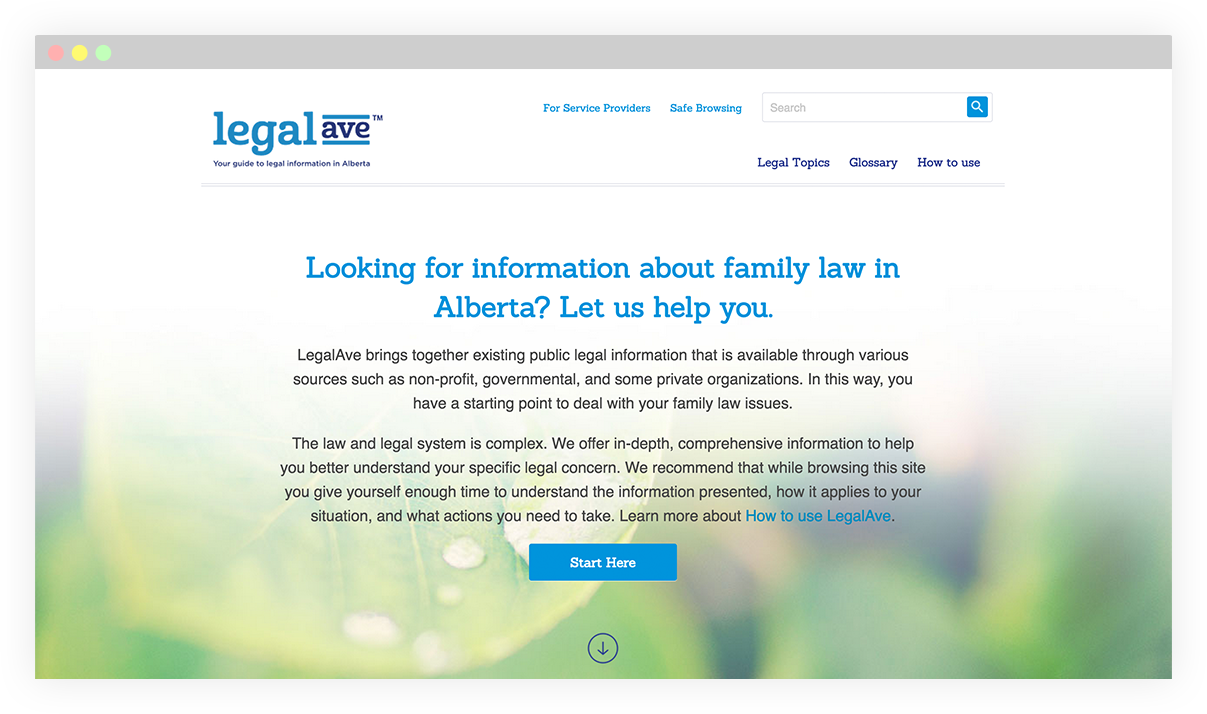 For Service Providers Safe Browsing Search
legal ave™
Your guide to legal information in Alberta
Legal Topics Glossary How to use
Looking for information about family law in
Alberta? Let us help you.
LegalAve brings together existing public legal information that is available through various
sources such as non-profit, governmental, and some private organizations. In this way, you
have a starting point to deal with your family law issues.
The law and legal system is complex. We offer in-depth, comprehensive information to help
you better understand your specific legal concern. We recommend that while browsing this site
you give yourself enough time to understand the information presented, how it applies to your
situation, and what actions you need to take. Learn more about How to use LegalAve.
Start Here